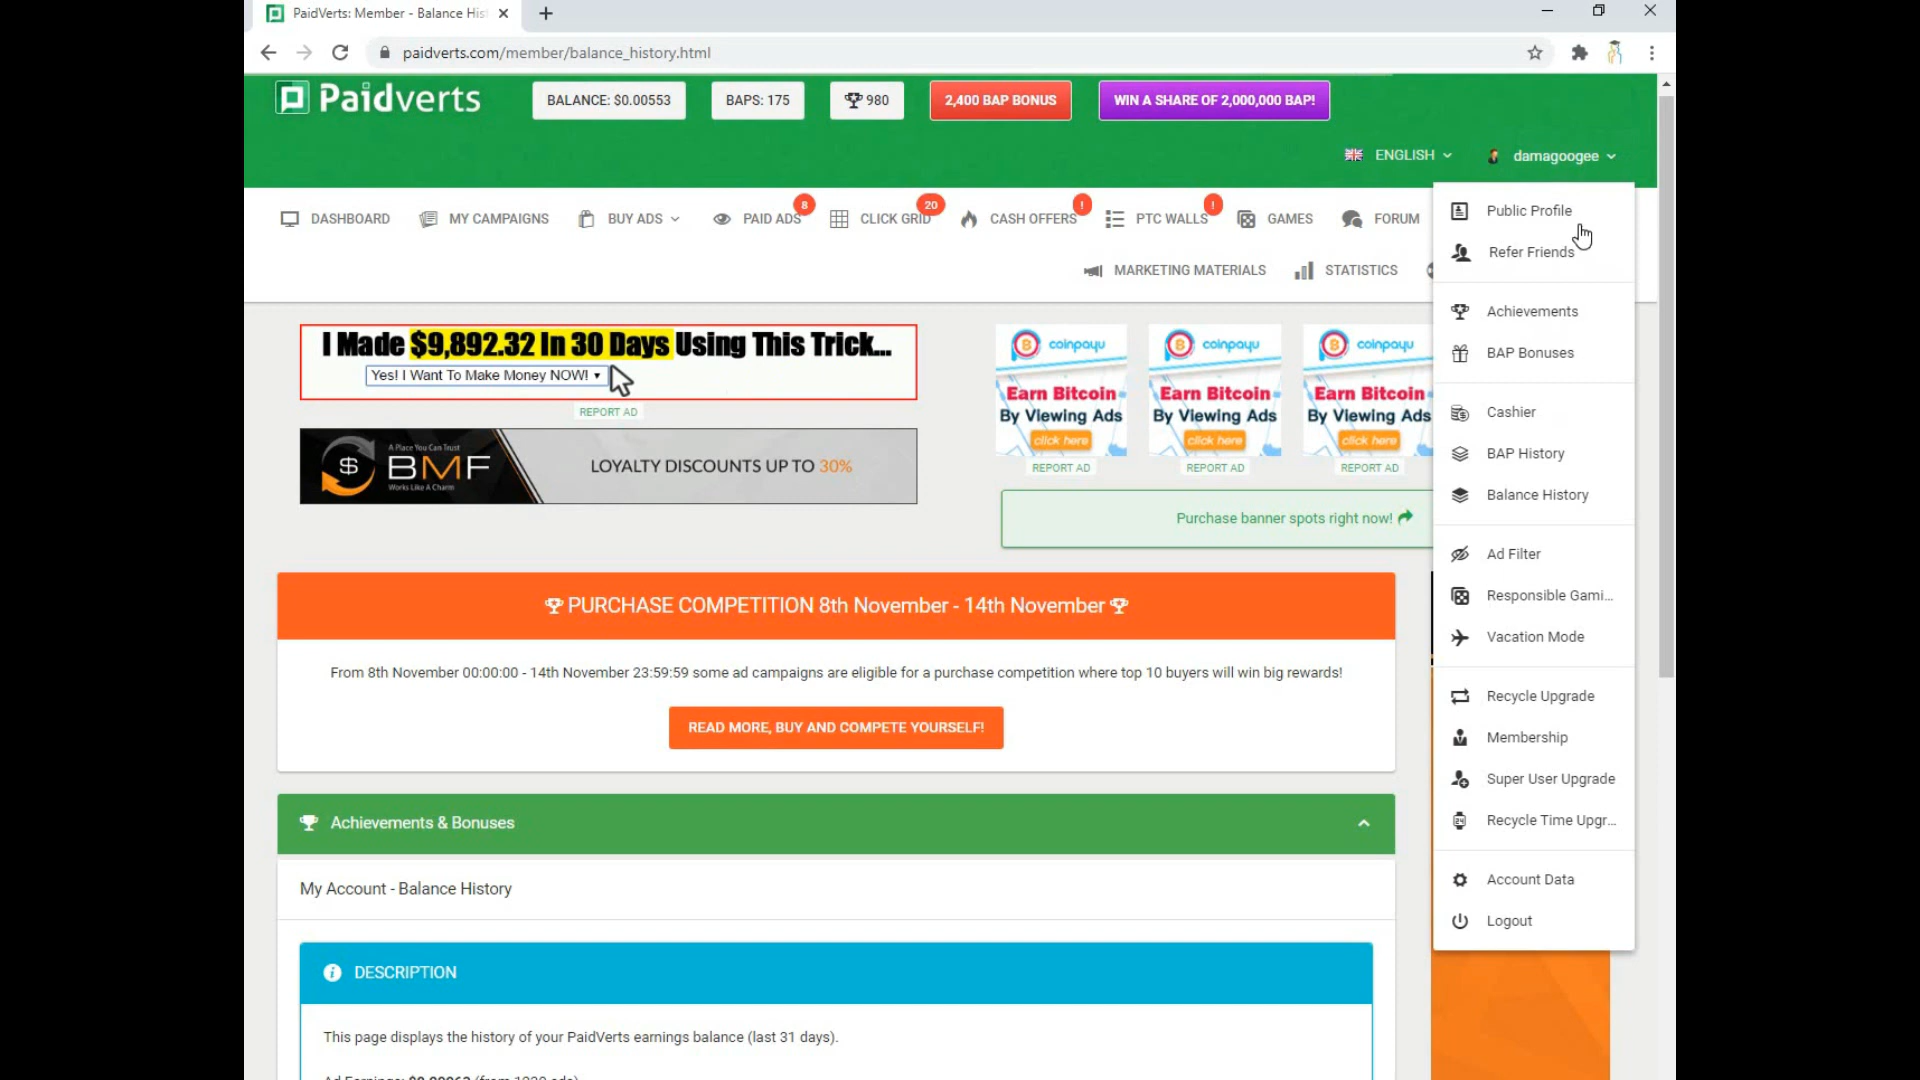 PaidVerts: Member - Balance His
paidverts.com/member/balance_history.html
Paidverts
BALANCE: $0.00553
BAPS: 175
980
2,400 BAP BONUS
WIN A SHARE OF 2,000,000 BAP!
ENGLISH
damagoogee
DASHBOARD
MY CAMPAIGNS
BUY ADS
PAID ADS
8
CLICK GRID
20
CASH OFFERS
!
PTC WALLS
!
GAMES
FORUM
MARKETING MATERIALS
STATISTICS
Public Profile
Refer Friends
Achievements
BAP Bonuses
Cashier
BAP History
Balance History
Ad Filter
Responsible Gami...
Vacation Mode
Recycle Upgrade
Membership
Super User Upgrade
Recycle Time Upgr...
Account Data
Logout
I Made $9,892.32 In 30 Days Using This Trick...
Yes! I Want To Make Money NOW!
REPORT AD
A Place You Can Trust
BMF
Works Like A Charm
LOYALTY DISCOUNTS UP TO 30%
coinpayu
Earn Bitcoin
By Viewing Ads
click here
REPORT AD
coinpayu
Earn Bitcoin
By Viewing Ads
click here
REPORT AD
coinpayu
Earn Bitcoin
By Viewing Ads
click here
REPORT AD
Purchase banner spots right now!
PURCHASE COMPETITION 8th November - 14th November
From 8th November 00:00:00 - 14th November 23:59:59 some ad campaigns are eligible for a purchase competition where top 10 buyers will win big rewards!
READ MORE, BUY AND COMPETE YOURSELF!
Achievements & Bonuses
My Account - Balance History
DESCRIPTION
This page displays the history of your PaidVerts earnings balance (last 31 days).